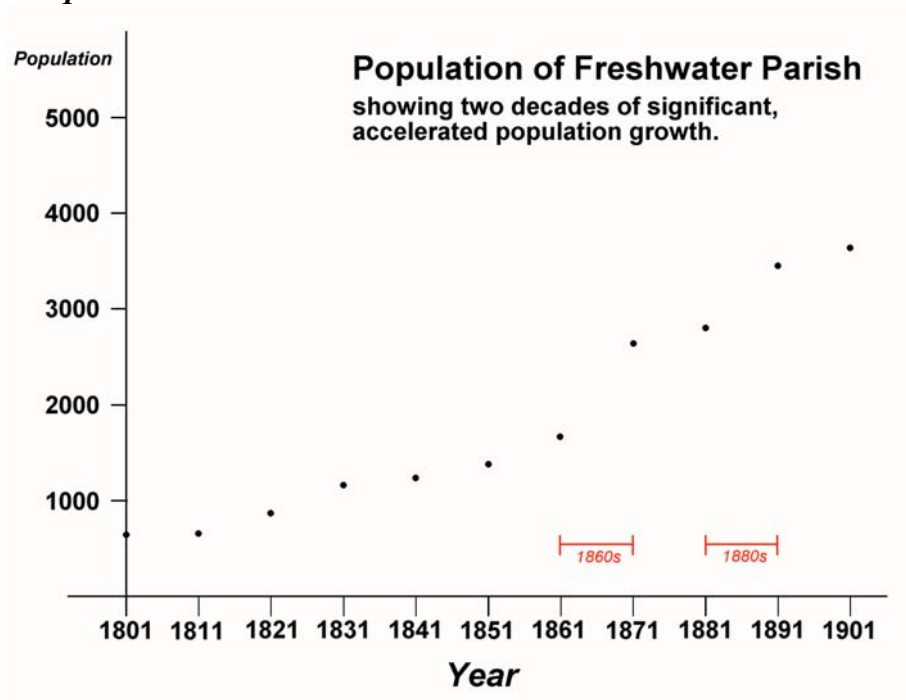 Population
Population of Freshwater Parish
showing two decades of significant,
accelerated population growth.
5000
4000
3000
2000
1000
1860s
1880s
1801 1811 1821 1831 1841 1851 1861 1871 1881 1891 1901
Year